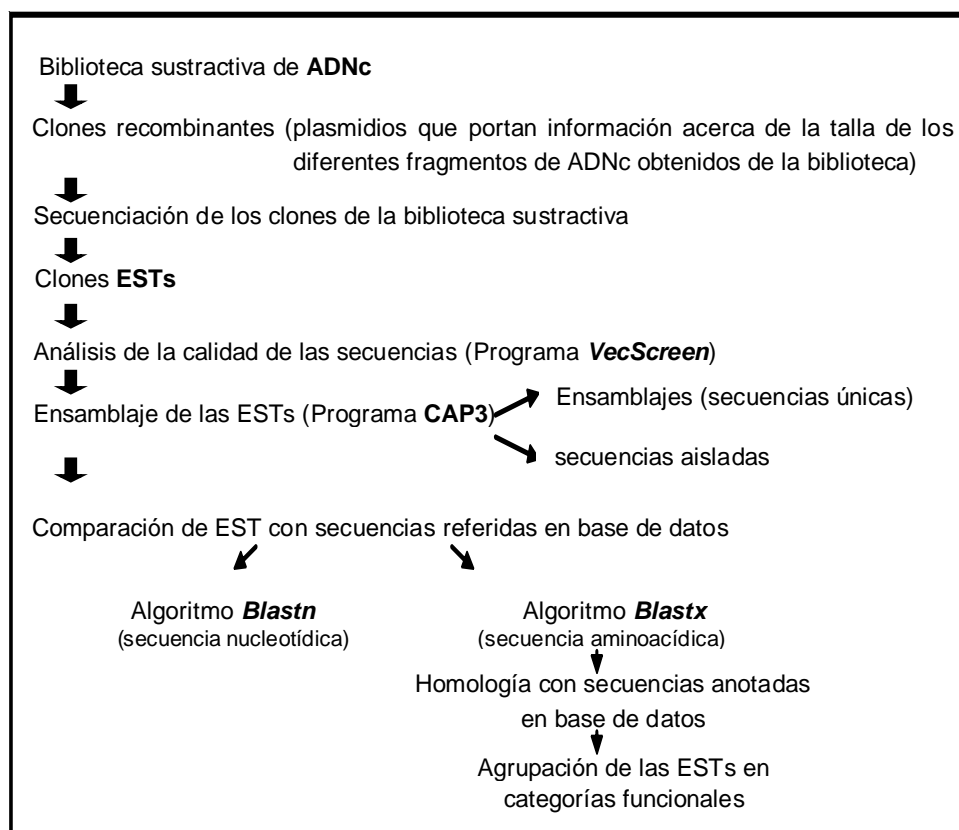 Biblioteca sustractiva de ADNc
Clones recombinantes (plasmidios que portan información acerca de la talla de los
diferentes fragmentos de ADNc obtenidos de la biblioteca)
Secuenciación de los clones de la biblioteca sustractiva
Clones ESTs
Análisis de la calidad de las secuencias (Programa VecScreen)
Ensamblaje de las ESTs (Programa CAP3)
Ensamblajes (secuencias únicas)
secuencias aisladas
Comparación de EST con secuencias referidas en base de datos
Algoritmo Blastn
(secuencia nucleotídica)
Algoritmo Blastx
(secuencia aminoacídica)
Homología con secuencias anotadas
en base de datos
Agrupación de las ESTs en
categorías funcionales